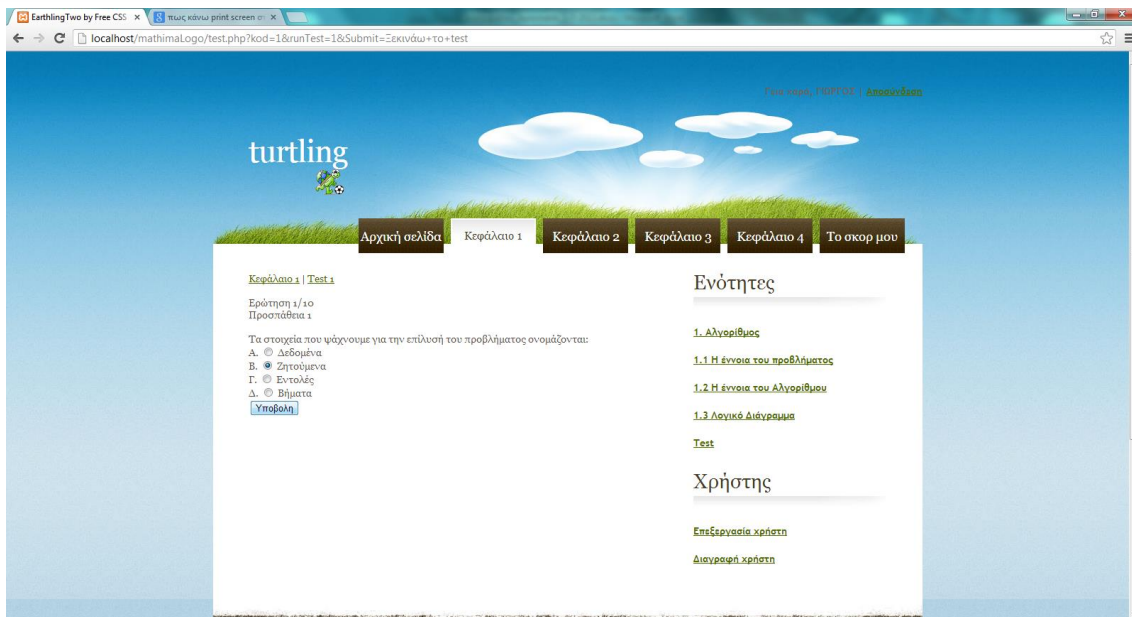 EarthlingTwo by Free CSS
πως κάνω print screen
localhost/mathimaLogo/test.php?kod=1&runTest=1&Submit=Ξεκινάω+το+test
ΓΙΩΡΓΟΣ | Αποσύνδεση
turtling
Αρχική σελίδα Κεφάλαιο 1 Κεφάλαιο 2 Κεφάλαιο 3 Κεφάλαιο 4 Το σκορ μου
Κεφάλαιο 1 | Test 1
Ερώτηση 1/10
Προσπάθεια 1
Τα στοιχεία που ψάχνουμε για την επίλυσή του προβλήματος ονομάζονται:
Α. Δεδομένα
Β. Ζητούμενα
Γ. Εντολές
Δ. Βήματα
Υποβολη
Ενότητες
1. Αλγορίθμος
1.1 Η έννοια του προβλήματος
1.2 Η έννοια του Αλγορίθμου
1.3 Λογικό Διάγραμμα
Test
Χρήστης
Επεξεργασία χρήστη
Διαγραφή χρήστη